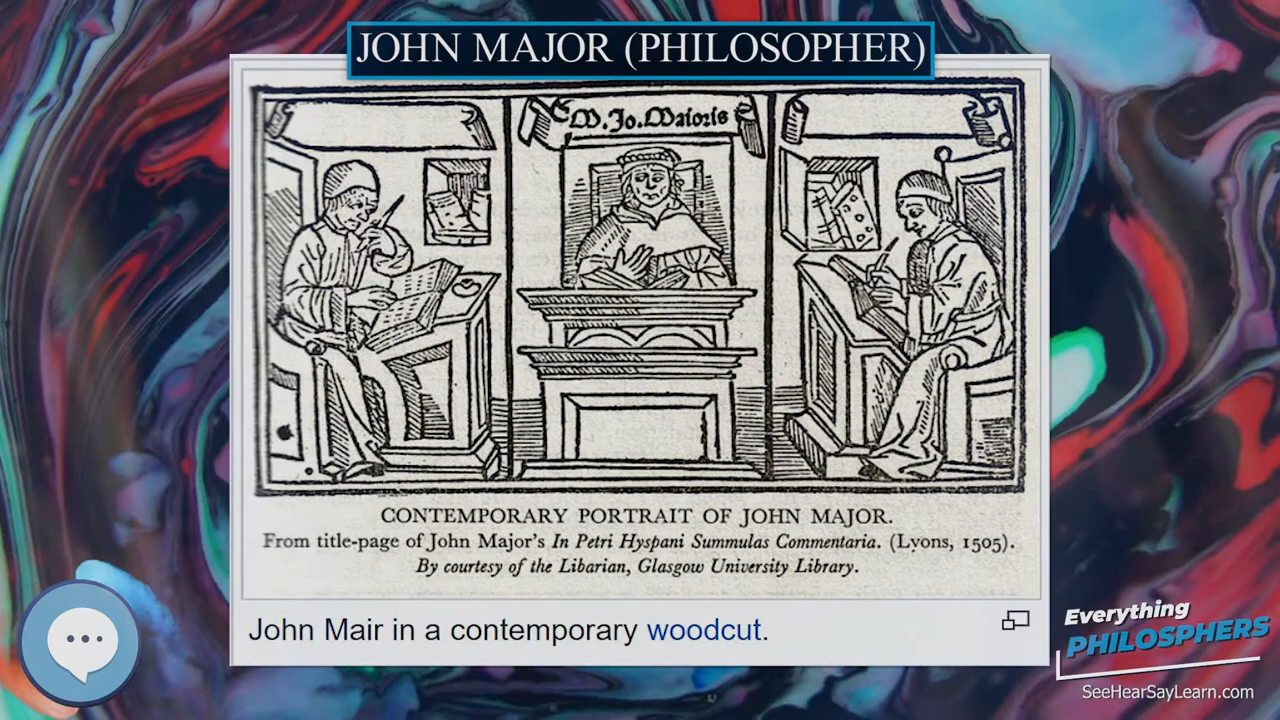 JOHN MAJOR (PHILOSOPHER)
M.Jo.Maioris
CONTEMPORARY PORTRAIT OF JOHN MAJOR.
From title-page of John Major's In Petri Hyspani Summulas Commentaria. (Lyons, 1505).
By courtesy of the Libarian, Glasgow University Library.
John Mair in a contemporary woodcut.
Everything
PHILOSPHERS
SeeHearSayLearn.com